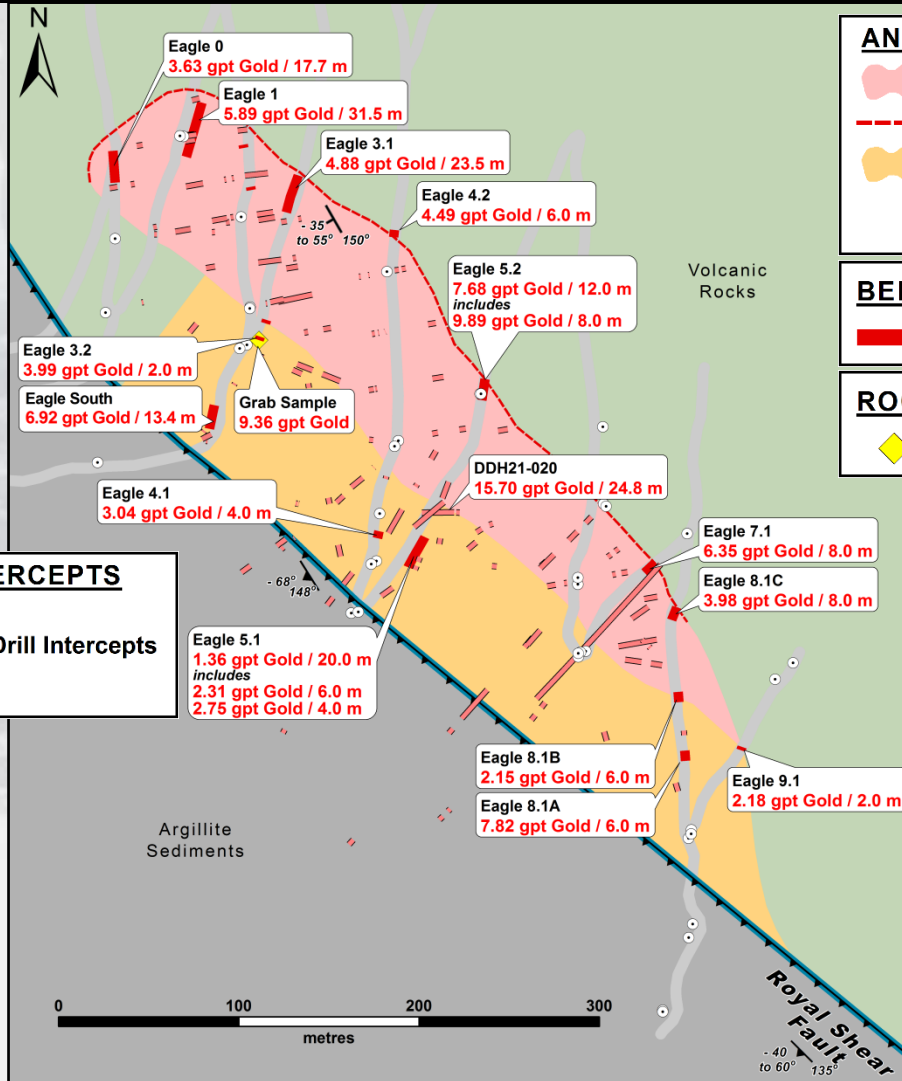 N
Eagle 0
3.63 gpt Gold / 17.7 m
Eagle 1
5.89 gpt Gold / 31.5 m
Eagle 3.1
4.88 gpt Gold / 23.5 m
Eagle 4.2
4.49 gpt Gold / 6.0 m
- 35
to 55° 150°
Eagle 5.2
7.68 gpt Gold / 12.0 m
includes
9.89 gpt Gold / 8.0 m
Volcanic
Rocks
AN
BE
RO
Eagle 3.2
3.99 gpt Gold / 2.0 m
Eagle South
6.92 gpt Gold / 13.4 m
Grab Sample
9.36 gpt Gold
DDH21-020
15.70 gpt Gold / 24.8 m
Eagle 4.1
3.04 gpt Gold / 4.0 m
Eagle 7.1
6.35 gpt Gold / 8.0 m
Eagle 8.1C
3.98 gpt Gold / 8.0 m
- 68°
148°
ERCEPTS
Drill Intercepts
Eagle 5.1
1.36 gpt Gold / 20.0 m
includes
2.31 gpt Gold / 6.0 m
2.75 gpt Gold / 4.0 m
Eagle 8.1B
2.15 gpt Gold / 6.0 m
Eagle 8.1A
7.82 gpt Gold / 6.0 m
Eagle 9.1
2.18 gpt Gold / 2.0 m
Argillite
Sediments
0 100 200 300
metres
Royal Shear
Fault
- 40
to 60° 135°